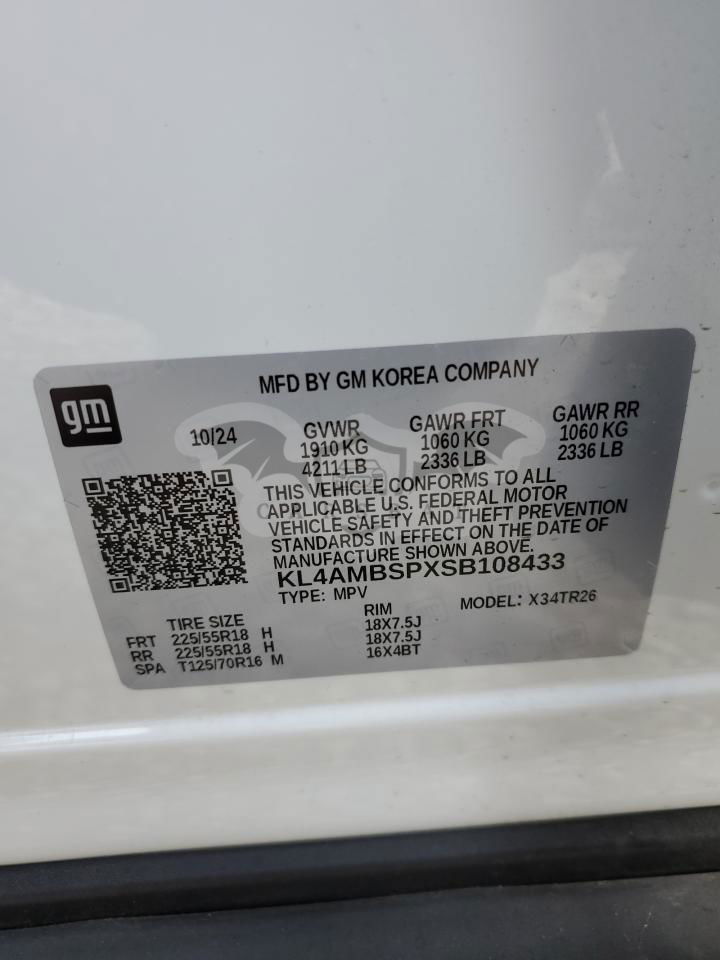 gm
MFD BY GM KOREA COMPANY
10/24
GVWR
1910 KG
4211 LB
GAWR FRT
1060 KG
2336 LB
GAWR RR
1060 KG
2336 LB
THIS VEHICLE CONFORMS TO ALL
APPLICABLE U.S. FEDERAL MOTOR
VEHICLE SAFETY AND THEFT PREVENTION
STANDARDS IN EFFECT ON THE DATE OF
MANUFACTURE SHOWN ABOVE.
KL4AMBSPXSB108433
TYPE: MPV MODEL: X34TR26
TIRE SIZE RIM
FRT 225/55R18 H 18X7.5J
RR 225/55R18 H 18X7.5J
SPA T125/70R16 M 16X4BT